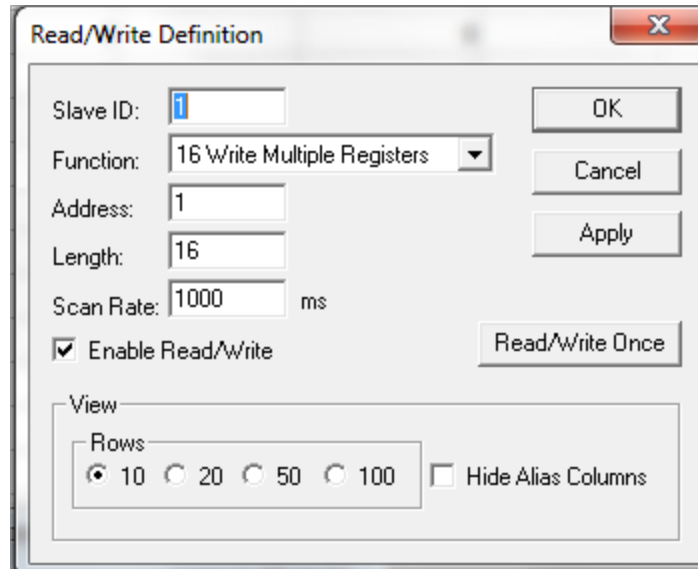 Read/Write Definition
Slave ID: 1
OK
Function: 16 Write Multiple Registers
Cancel
Address: 1
Apply
Length: 16
Scan Rate: 1000 ms
Enable Read/Write
Read/Write Once
View
Rows
10 20 50 100
Hide Alias Columns